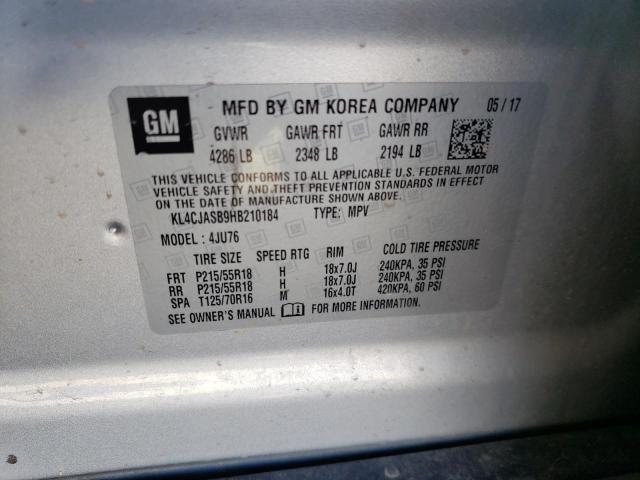 GM MFD BY GM KOREA COMPANY 05/17
GVWR GAWR FRT GAWR RR
4286 LB 2348 LB 2194 LB
THIS VEHICLE CONFORMS TO ALL APPLICABLE U.S. FEDERAL MOTOR
VEHICLE SAFETY AND THEFT PREVENTION STANDARDS IN EFFECT
ON THE DATE OF MANUFACTURE SHOWN ABOVE.
KL4CJASB9HB210184 TYPE: MPV
MODEL : 4JU76
TIRE SIZE SPEED RTG RIM COLD TIRE PRESSURE
FRT P215/55R18 H 18x7.0J 240KPA, 35 PSI
RR P215/55R18 H 18x7.0J 240KPA, 35 PSI
SPA T125/70R16 M 16x4.0T 420KPA, 60 PSI
SEE OWNER'S MANUAL FOR MORE INFORMATION.